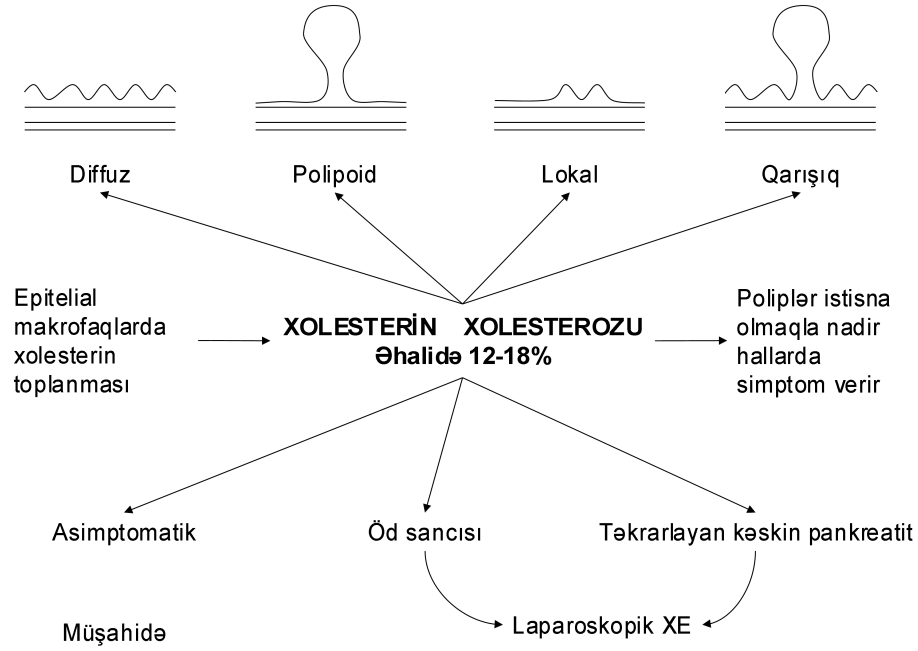 Diffuz
Polipoid
Lokal
Qarışıq
Epitelial
makrofaqlarda
xolesterin
toplanması
XOLESTERİN XOLESTEROZU
Əhalidə 12-18%
Poliplər istisna
olmaqla nadir
hallarda
simptom verir
Asimptomatik
Öd sancısı
Təkrarlayan kəskin pankreatit
Müşahidə
Laparoskopik XE